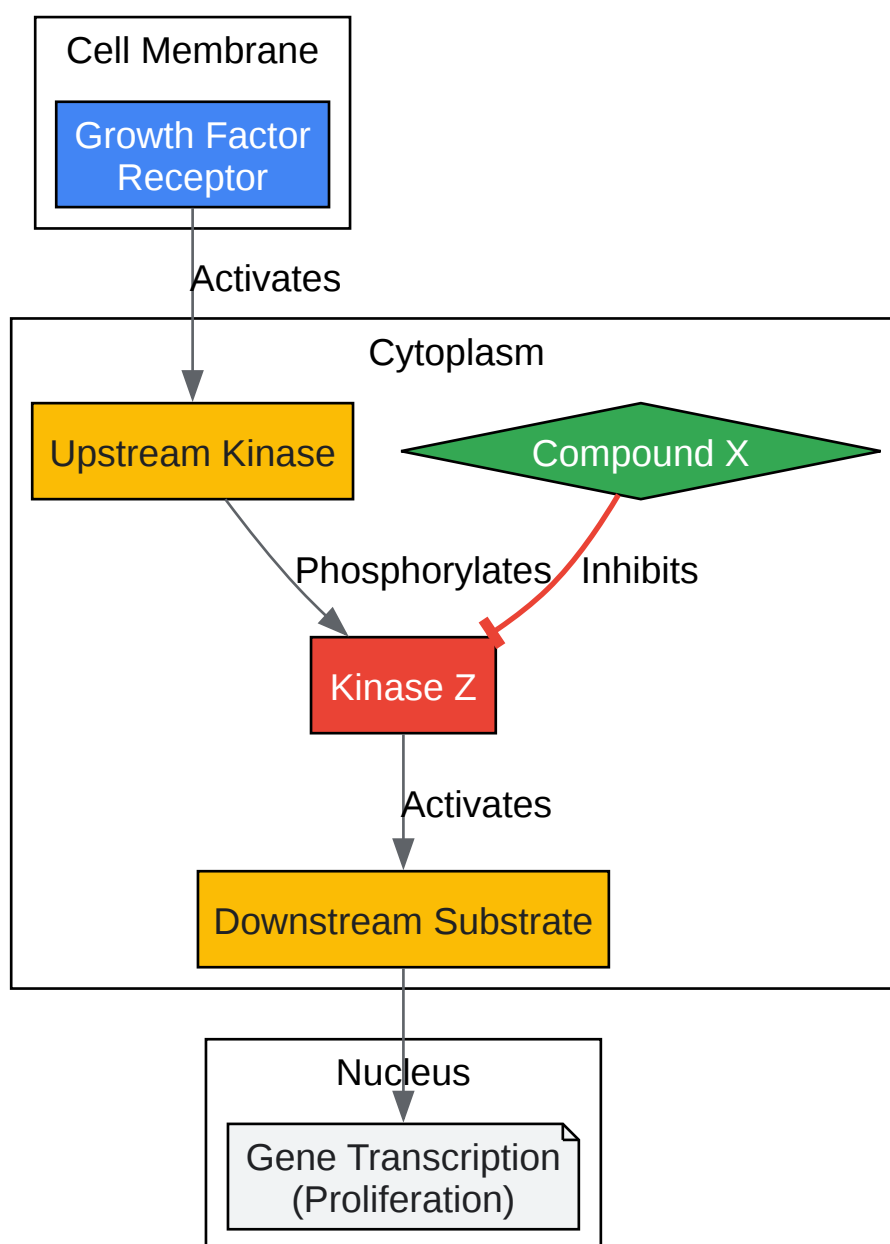 Cell Membrane
Growth Factor
Receptor
Activates
Cytoplasm
Upstream Kinase
Compound X
Phosphorylates
Inhibits
Kinase Z
Activates
Downstream Substrate
Nucleus
Gene Transcription
(Proliferation)